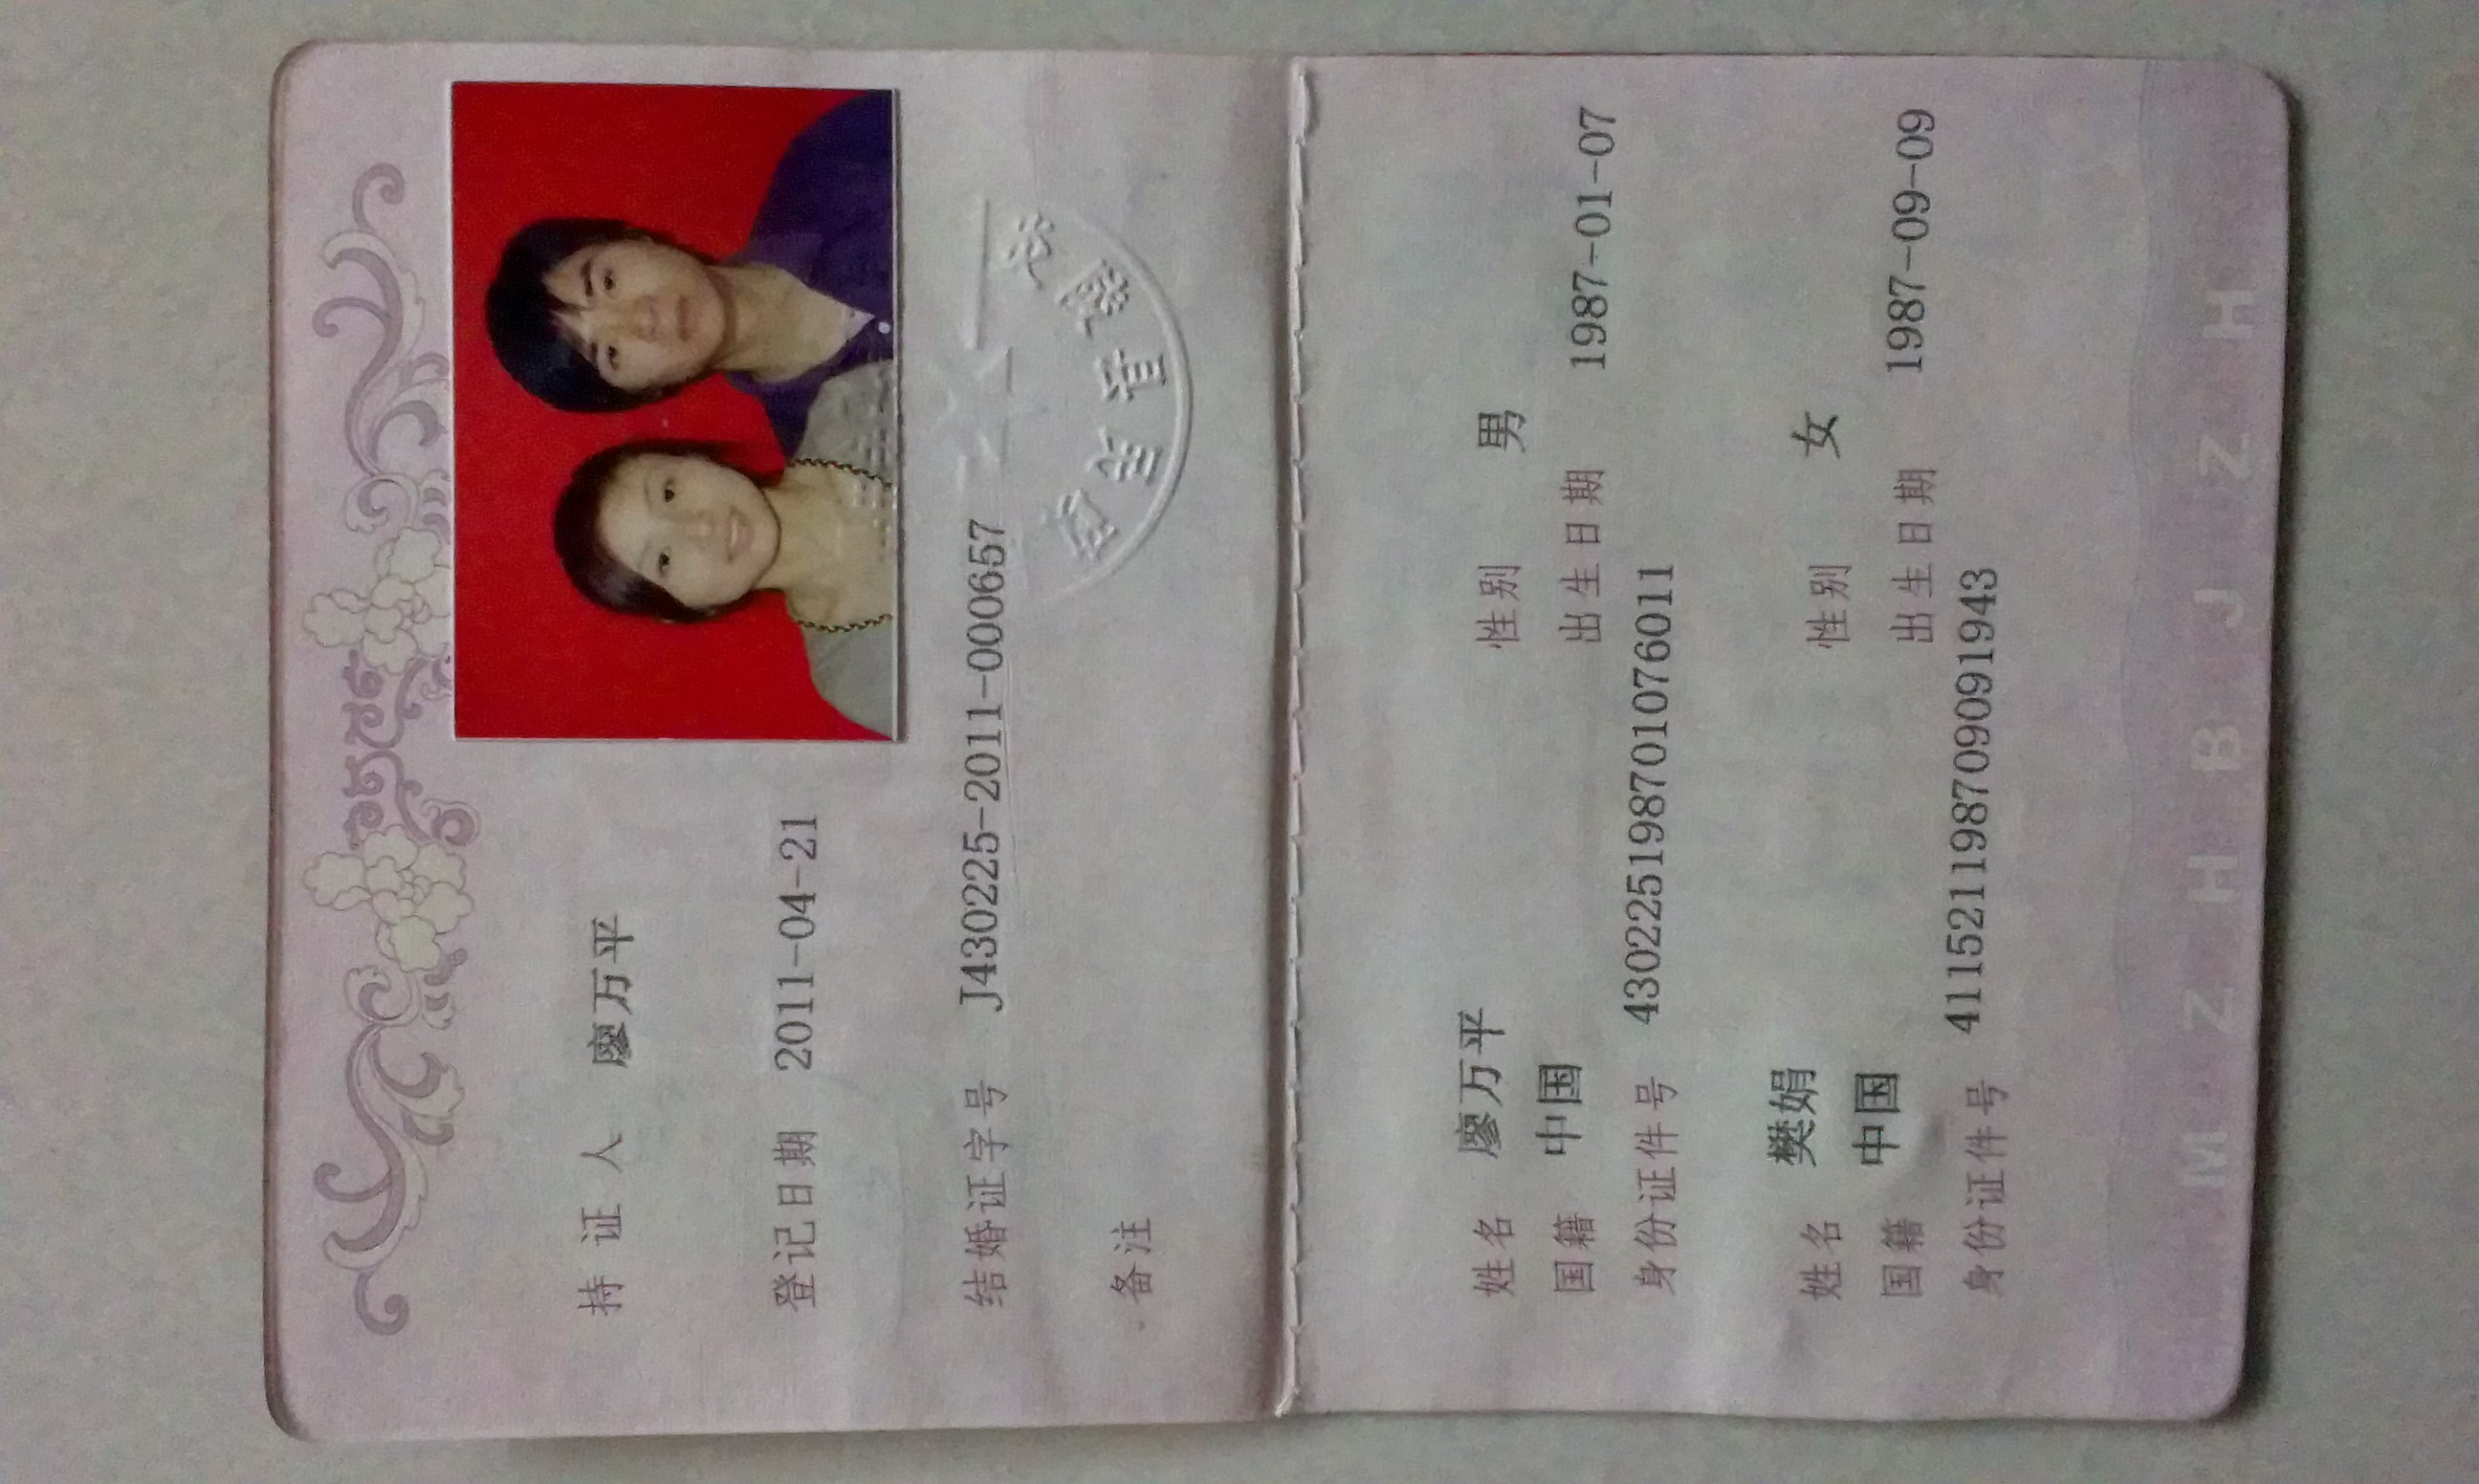 持证人 廖万平
登记日期 2011-04-21
结婚证字号 J430225-2011-000657
备注
姓名 廖万平 性别 男
国籍 中国 出生日期 1987-01-07
身份证件号 430225198701076011
姓名 樊娟 性别 女
国籍 中国 出生日期 1987-09-09
身份证件号 411521198709091943
M Z H B J Z H